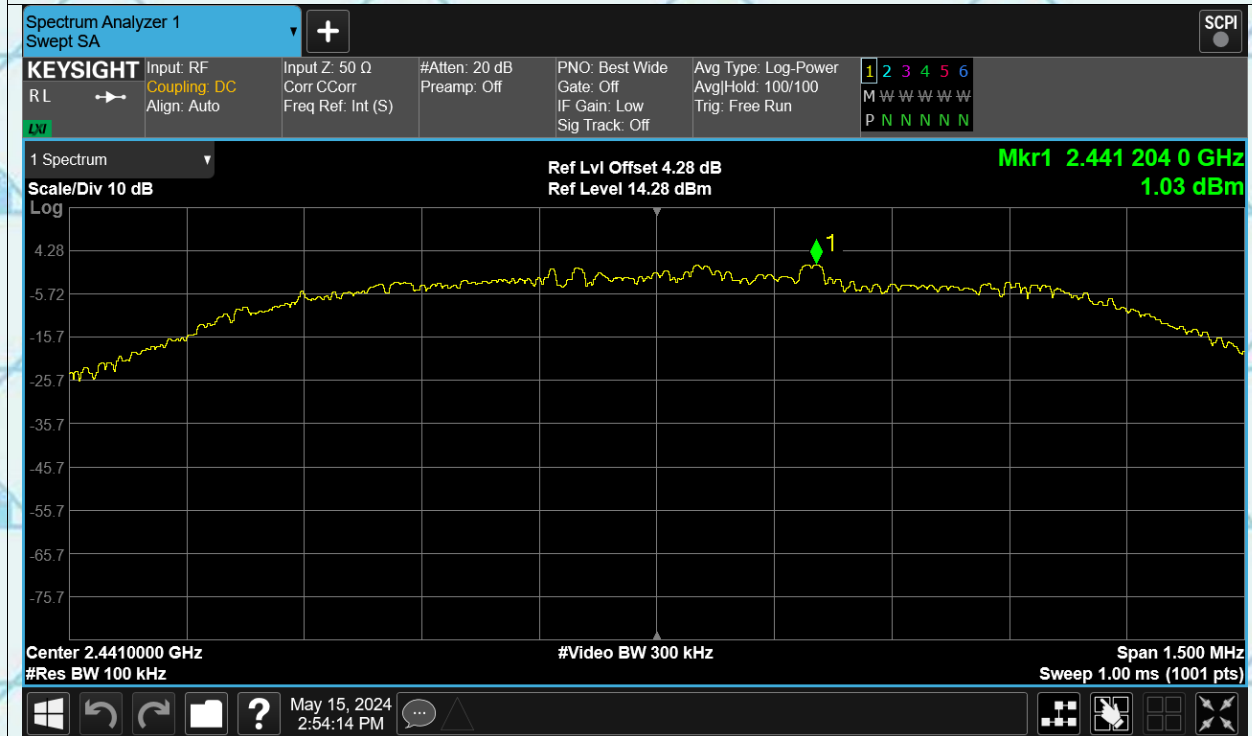 Spectrum Analyzer 1
Swept SA
SCPI
KEYSIGHT
RL
LXI
Input: RF
Coupling: DC
Align: Auto
Input Z: 50 Ω
Corr CCorr
Freq Ref: Int (S)
#Atten: 20 dB
Preamp: Off
PNO: Best Wide
Gate: Off
IF Gain: Low
Sig Track: Off
Avg Type: Log-Power
Avg|Hold: 100/100
Trig: Free Run
1 2 3 4 5 6
M W W W W W
P N N N N N
1 Spectrum
Scale/Div 10 dB
Ref Lvl Offset 4.28 dB
Ref Level 14.28 dBm
Mkr1 2.441 204 0 GHz
1.03 dBm
Log
1
4.28
-5.72
-15.7
-25.7
-35.7
-45.7
-55.7
-65.7
-75.7
Center 2.4410000 GHz
#Res BW 100 kHz
#Video BW 300 kHz
Span 1.500 MHz
Sweep 1.00 ms (1001 pts)
?
May 15, 2024
2:54:14 PM